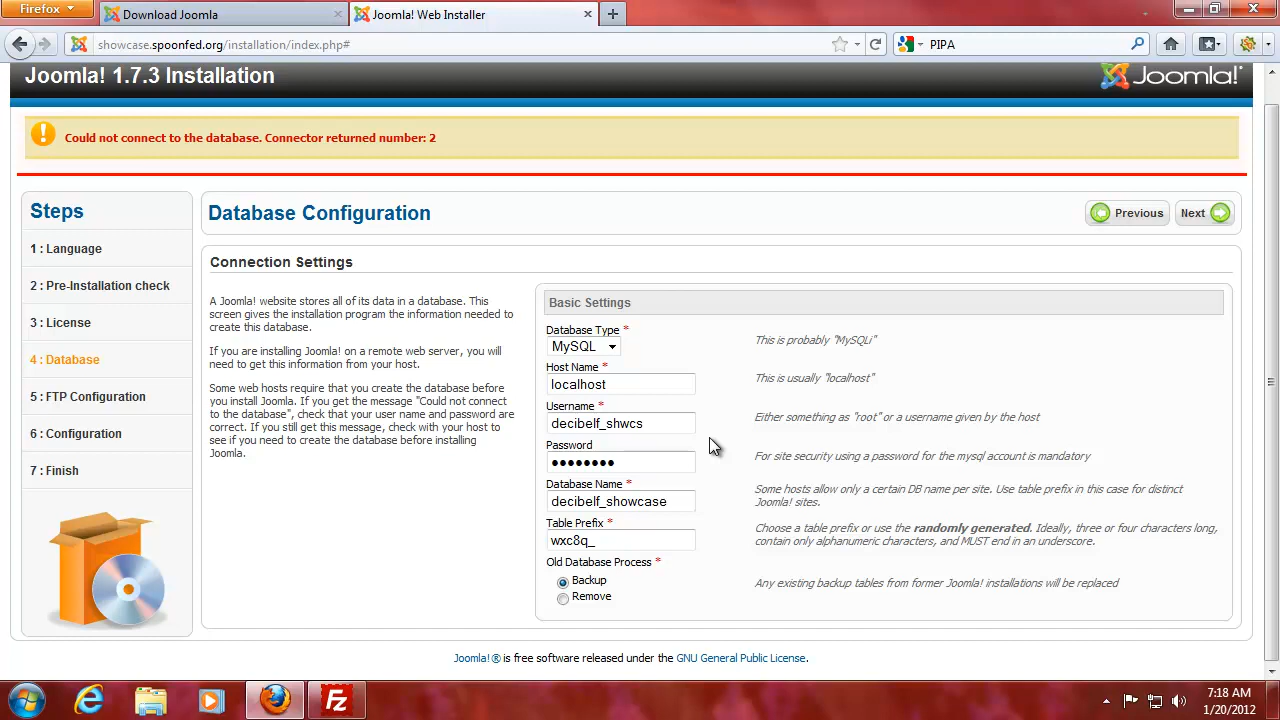 Firefox
Download Joomla
Joomla! Web Installer
showcase.spoonfed.org/installation/index.php#
PIPA
Joomla! 1.7.3 Installation
Joomla!®
Could not connect to the database. Connector returned number: 2
Steps
1 : Language
2 : Pre-Installation check
3 : License
4 : Database
5 : FTP Configuration
6 : Configuration
7 : Finish
Database Configuration
Previous
Next
Connection Settings
A Joomla! website stores all of its data in a database. This
screen gives the installation program the information needed to
create this database.
If you are installing Joomla! on a remote web server, you will
need to get this information from your host.
Some web hosts require that you create the database before
you install Joomla. If you get the message "Could not connect
to the database", check that your user name and password are
correct. If you still get this message, check with your host to
see if you need to create the database before installing
Joomla.
Basic Settings
Database Type *
MySQL
This is probably "MySQLi"
Host Name *
localhost
This is usually "localhost"
Username *
decibelf_shwcs
Either something as "root" or a username given by the host
Password
••••••••
For site security using a password for the mysql account is mandatory
Database Name *
decibelf_showcase
Some hosts allow only a certain DB name per site. Use table prefix in this case for distinct
Joomla! sites.
Table Prefix *
wxc8q_
Choose a table prefix or use the randomly generated. Ideally, three or four characters long,
contain only alphanumeric characters, and MUST end in an underscore.
Old Database Process *
Backup
Remove
Any existing backup tables from former Joomla! installations will be replaced
Joomla!® is free software released under the GNU General Public License.
Fz
7:18 AM
1/20/2012